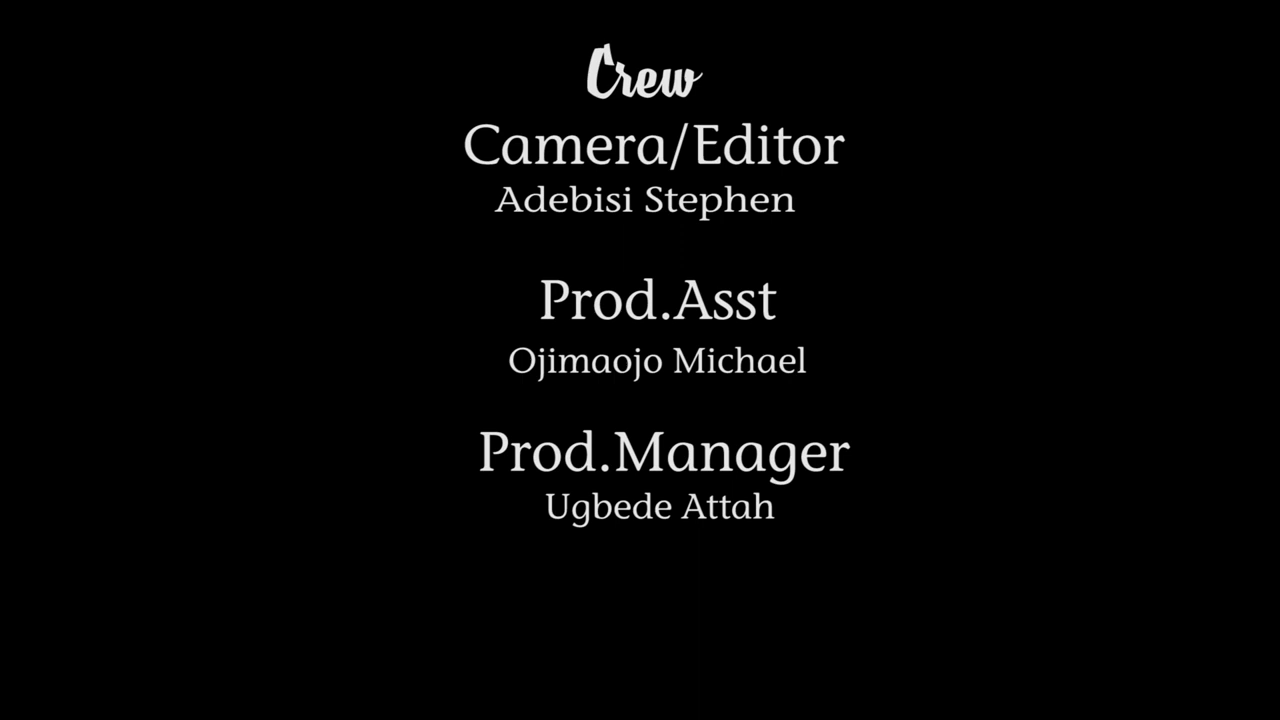 Crew
Camera/Editor
Adebisi Stephen
Prod.Asst
Ojimaojo Michael
Prod.Manager
Ugbede Attah